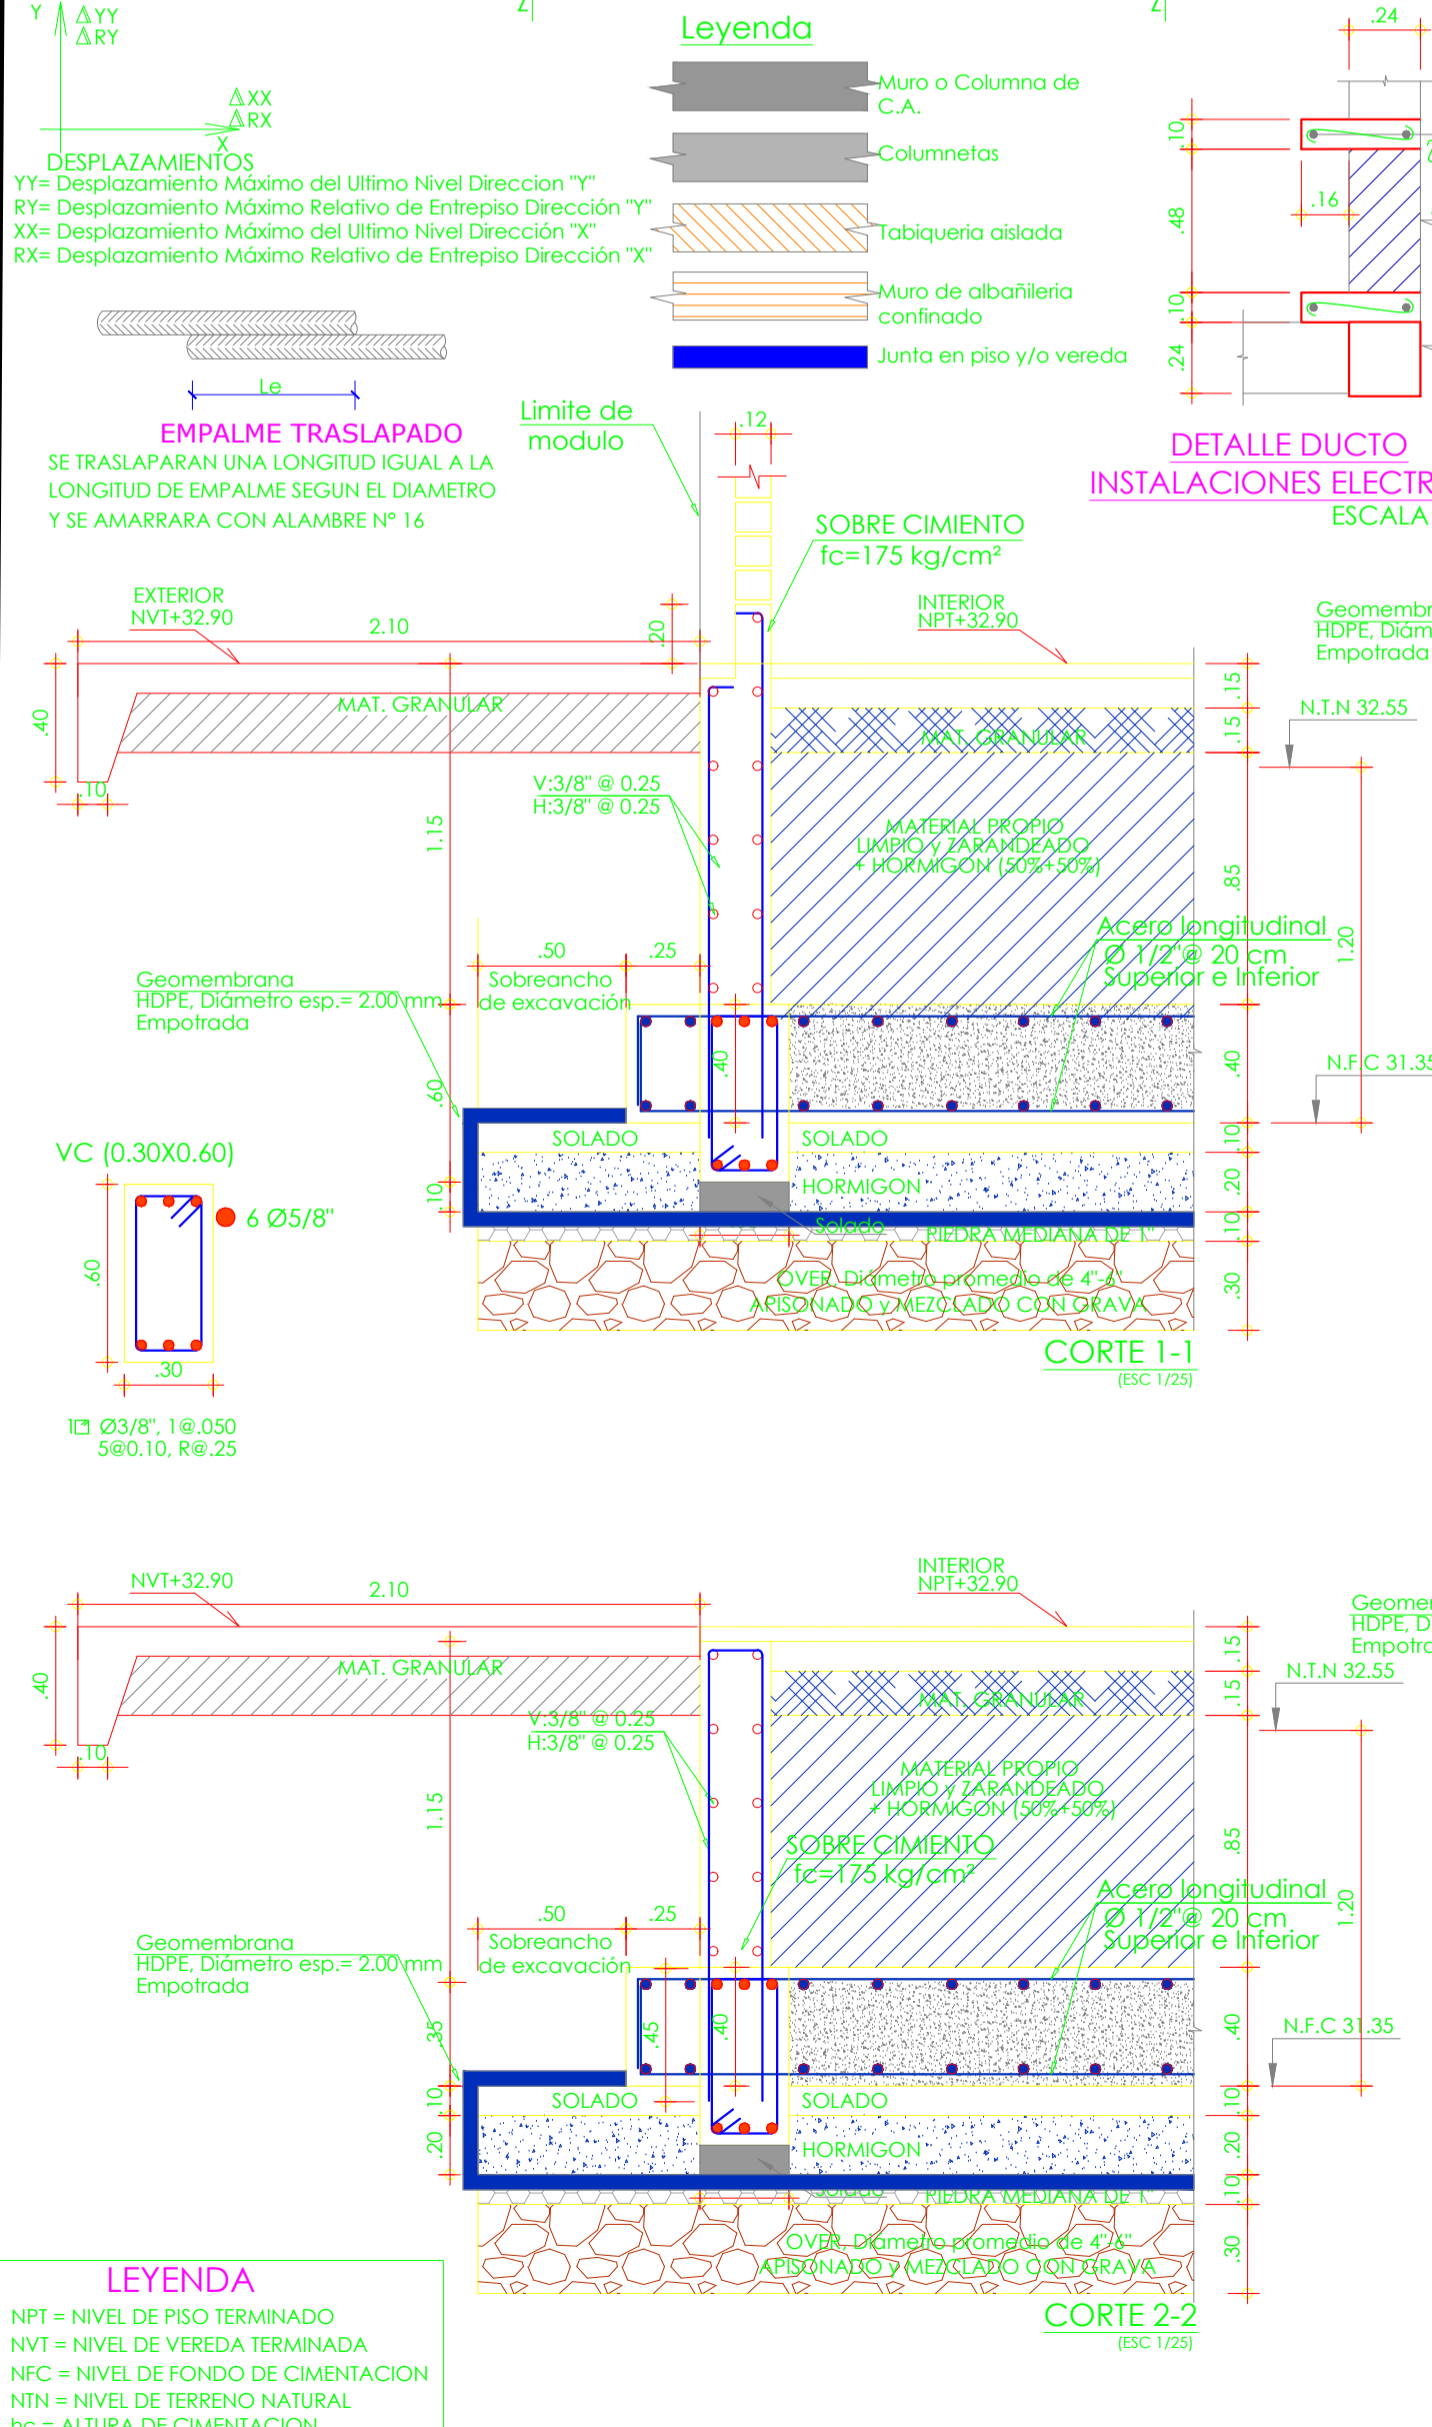 Y
△YY
△RY
△XX
△RX
X
DESPLAZAMIENTOS
YY= Desplazamiento Máximo del Ultimo Nivel Direccion "Y"
RY= Desplazamiento Máximo Relativo de Entrepiso Dirección "Y"
XX= Desplazamiento Máximo del Ultimo Nivel Dirección "X"
RX= Desplazamiento Máximo Relativo de Entrepiso Dirección "X"
Le
EMPALME TRASLAPADO
SE TRASLAPARAN UNA LONGITUD IGUAL A LA
LONGITUD DE EMPALME SEGUN EL DIAMETRO
Y SE AMARRARA CON ALAMBRE Nº 16
Leyenda
Muro o Columna de
C.A.
Columnetas
Tabiqueria aislada
Muro de albañileria
confinado
Junta en piso y/o vereda
.24
.10
.16
.48
.10
.24
DETALLE DUCTO
INSTALACIONES ELECTR
ESCALA
Limite de
modulo
.12
SOBRE CIMIENTO
fc=175 kg/cm²
EXTERIOR
NVT+32.90
2.10
.20
INTERIOR
NPT+32.90
Geomembr
HDPE, Diám
Empotrada
.40
MAT. GRANULAR
.10
.15
.15
MAT. GRANULAR
N.T.N 32.55
V:3/8" @ 0.25
H:3/8" @ 0.25
1.15
MATERIAL PROPIO
LIMPIO y ZARANDEADO
+ HORMIGON (50%+50%)
.85
1.20
Acero longitudinal
Ø 1/2"@ 20 cm
Superior e Inferior
.50
.25
Sobreancho
de excavación
Geomembrana
HDPE, Diámetro esp.= 2.00 mm
Empotrada
.60
.40
.40
N.F.C 31.35
SOLADO
SOLADO
.10
.10
HORMIGON
.20
Solado
PIEDRA MEDIANA DE 1"
.10
OVER, Diámetro promedio de 4"-6"
APISONADO y MEZCLADO CON GRAVA
.30
CORTE 1-1
(ESC 1/25)
VC (0.30X0.60)
6 Ø5/8"
.60
.30
1 Ø3/8", 1@.050
5@0.10, R@.25
NVT+32.90
2.10
INTERIOR
NPT+32.90
Geomem
HDPE, D
Empotra
.40
MAT. GRANULAR
.10
.15
.15
MAT. GRANULAR
N.T.N 32.55
V:3/8" @ 0.25
H:3/8" @ 0.25
1.15
MATERIAL PROPIO
LIMPIO y ZARANDEADO
+ HORMIGON (50%+50%)
SOBRE CIMIENTO
fc=175 kg/cm²
.85
1.20
Acero longitudinal
Ø 1/2"@ 20 cm
Superior e Inferior
.50
.25
Sobreancho
de excavación
Geomembrana
HDPE, Diámetro esp.= 2.00 mm
Empotrada
.35
.45
.40
.40
N.F.C 31.35
.10
SOLADO
SOLADO
.10
.20
HORMIGON
.20
Solado
PIEDRA MEDIANA DE 1"
.10
OVER, Diámetro promedio de 4"-6"
APISONADO y MEZCLADO CON GRAVA
.30
CORTE 2-2
(ESC 1/25)
LEYENDA
NPT = NIVEL DE PISO TERMINADO
NVT = NIVEL DE VEREDA TERMINADA
NFC = NIVEL DE FONDO DE CIMENTACION
NTN = NIVEL DE TERRENO NATURAL
hc = ALTURA DE CIMENTACION